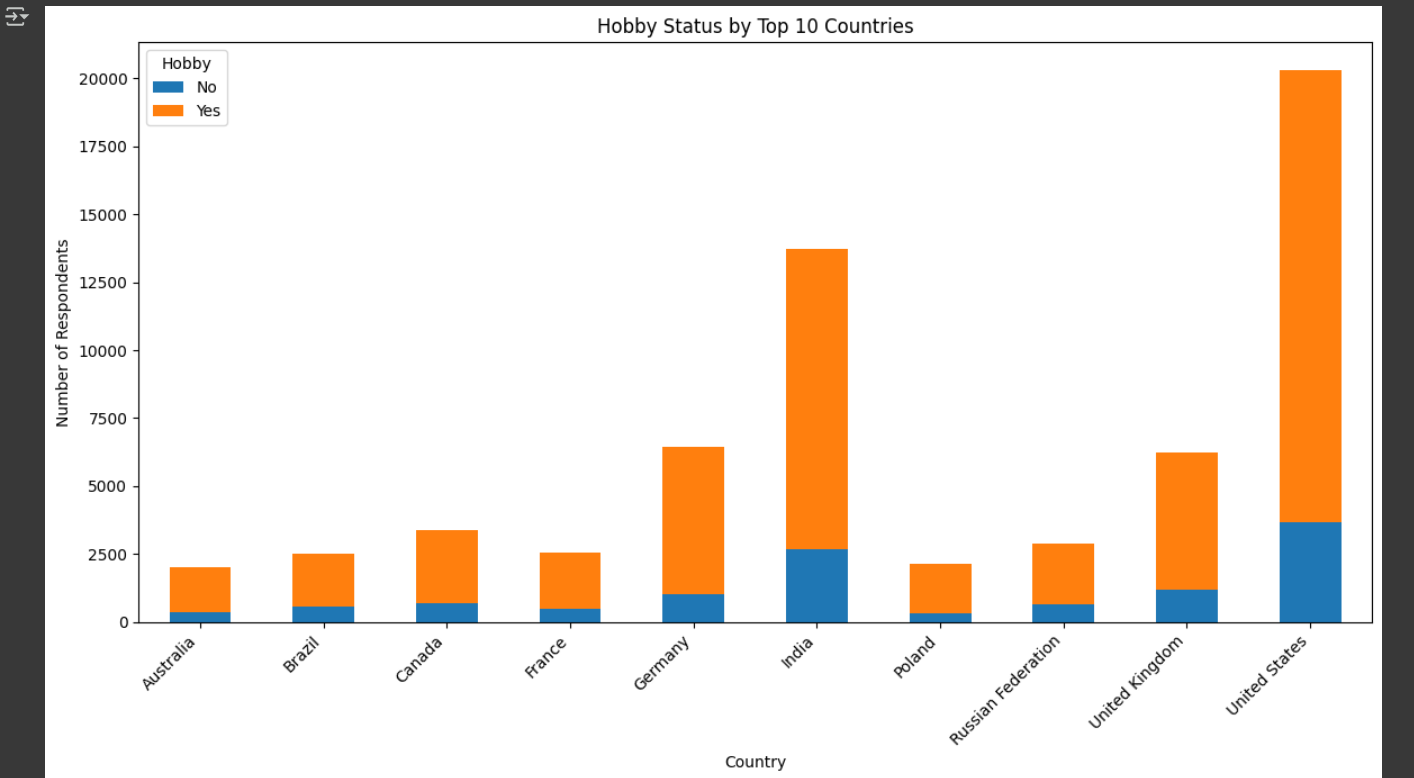 Hobby Status by Top 10 Countries
Hobby
No
Yes
20000
17500
15000
12500
10000
7500
5000
2500
0
Number of Respondents
Australia
Brazil
Canada
France
Germany
India
Poland
Russian Federation
United Kingdom
United States
Country